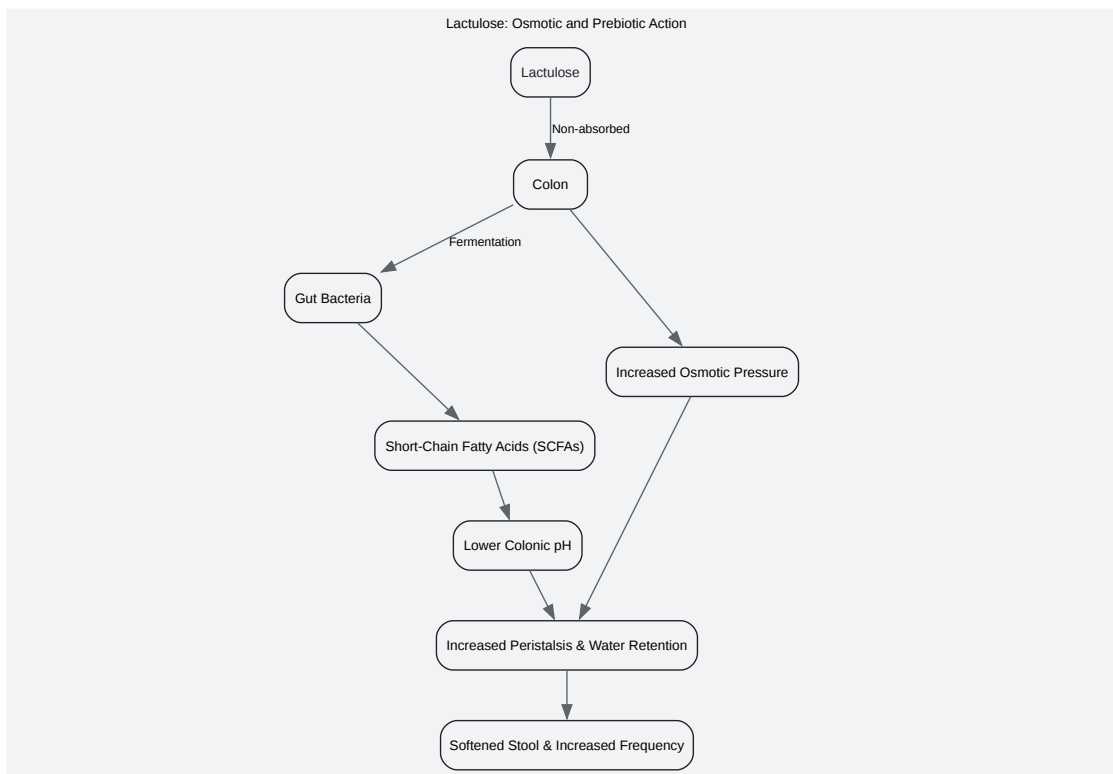 Lactulose: Osmotic and Prebiotic Action
Lactulose
Non-absorbed
Colon
Fermentation
Gut Bacteria
Increased Osmotic Pressure
Short-Chain Fatty Acids (SCFAs)
Lower Colonic pH
Increased Peristalsis & Water Retention
Softened Stool & Increased Frequency